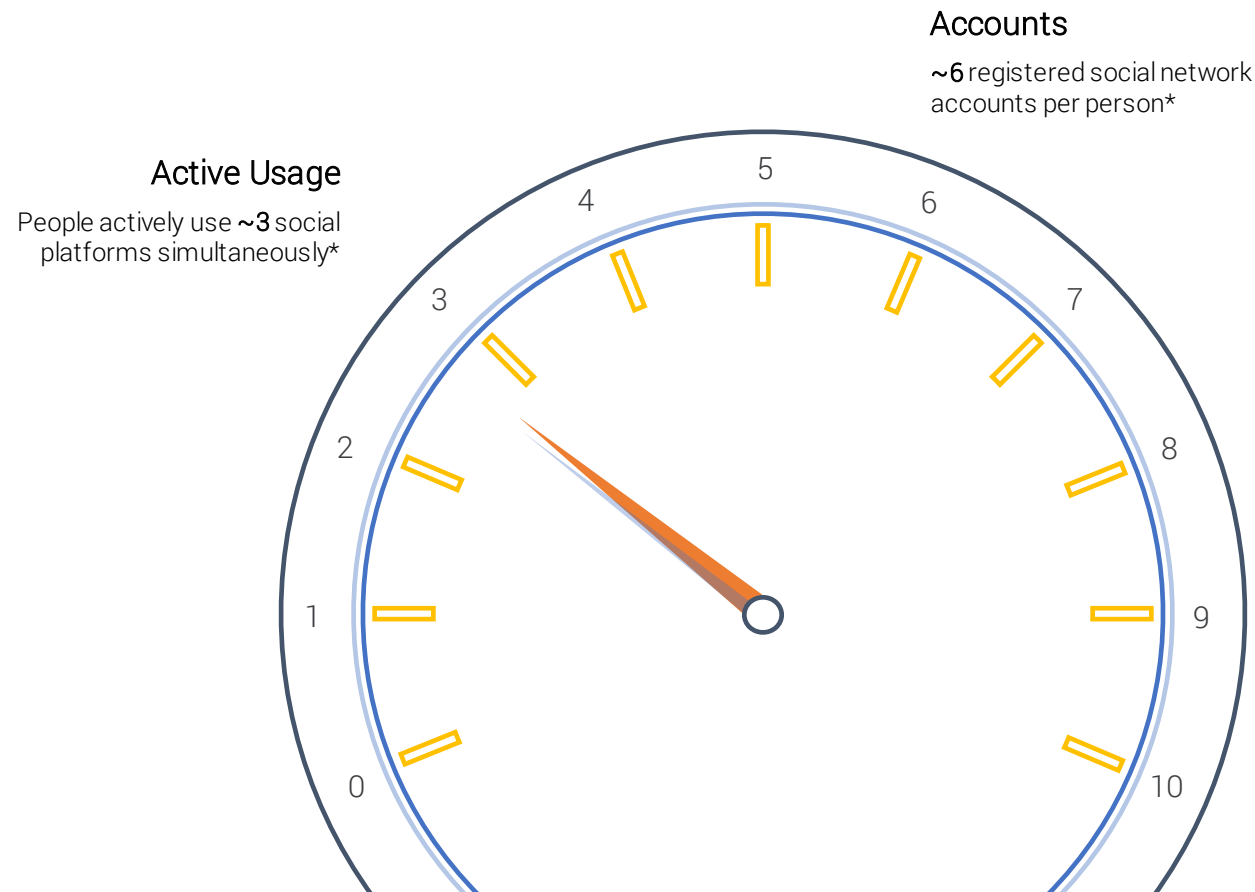 Accounts
~6 registered social network
accounts per person*
Active Usage
People actively use ~3 social
platforms simultaneously*
5
4
6
3
7
2
8
1
9
0
10